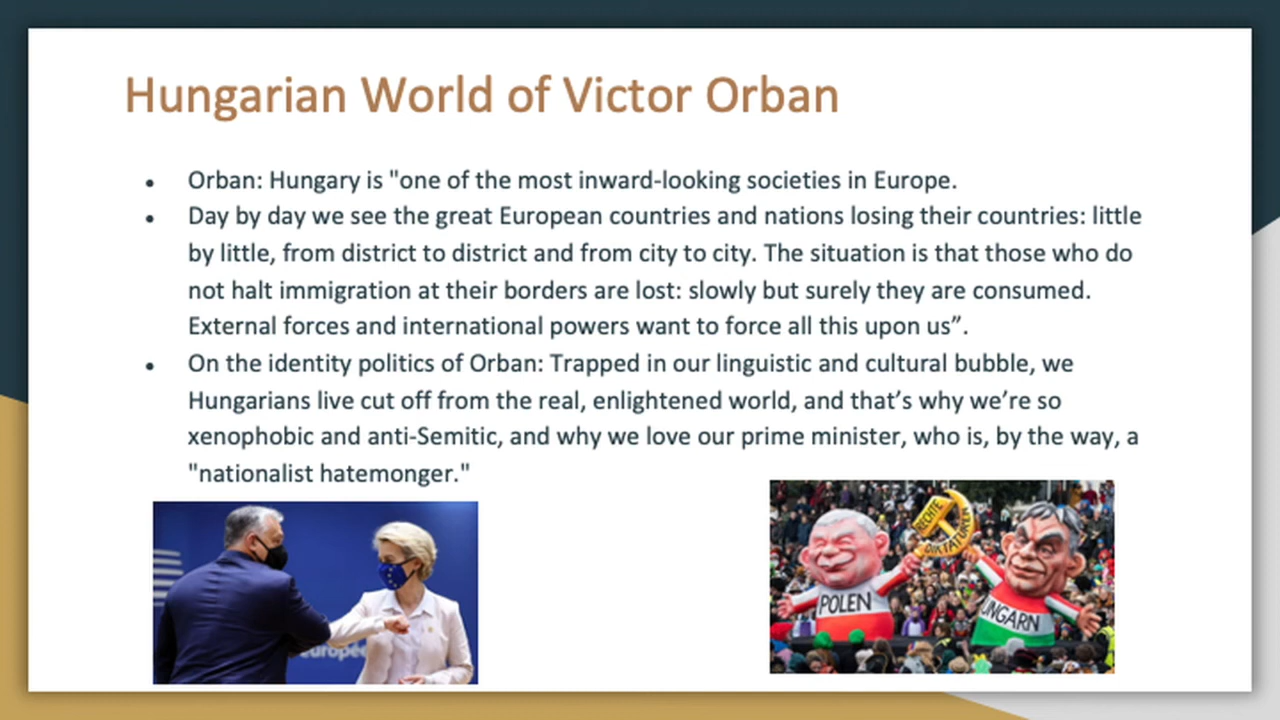 Hungarian World of Victor Orban
• Orban: Hungary is "one of the most inward-looking societies in Europe.
• Day by day we see the great European countries and nations losing their countries: little
by little, from district to district and from city to city. The situation is that those who do
not halt immigration at their borders are lost: slowly but surely they are consumed.
External forces and international powers want to force all this upon us”.
• On the identity politics of Orban: Trapped in our linguistic and cultural bubble, we
Hungarians live cut off from the real, enlightened world, and that’s why we’re so
xenophobic and anti-Semitic, and why we love our prime minister, who is, by the way, a
"nationalist hatemonger."
europée
RECHTE
DIKTATUREN
POLEN
UNGARN